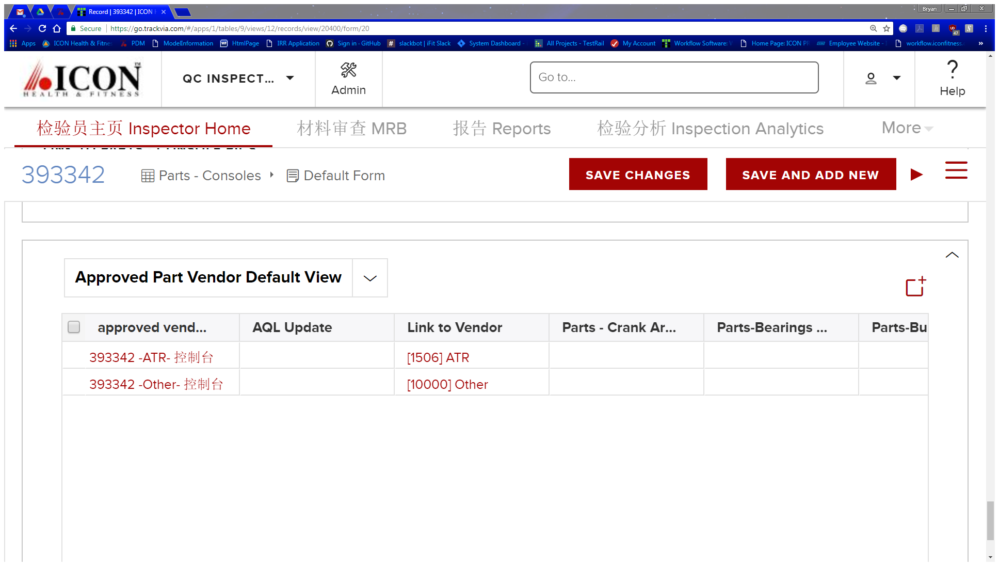 Record | 393342 | ICON H
Bryan
Secure
https://go.trackvia.com/#/apps/1/tables/9/views/12/records/view/20400/form/20
47
Apps
ICON Health & Fitnes
PDM
ModelInformation
HtmlPage
IRR Application
Sign in · GitHub
slackbot | iFit Slack
System Dashboard -
All Projects - TestRail
My Account
Workflow Software:
Home Page: ICON PR
Employee Website -
workflow.iconfitness.
»
ICON™
HEALTH & FITNESS
QC INSPECT...
Admin
Go to...
?
Help
检验员主页 Inspector Home
材料审查 MRB
报告 Reports
检验分析 Inspection Analytics
More
393342
Parts - Consoles
Default Form
SAVE CHANGES
SAVE AND ADD NEW
Approved Part Vendor Default View
approved vend...
AQL Update
Link to Vendor
Parts - Crank Ar...
Parts-Bearings ...
Parts-Bu
393342 -ATR- 控制台
[1506] ATR
393342 -Other- 控制台
[10000] Other